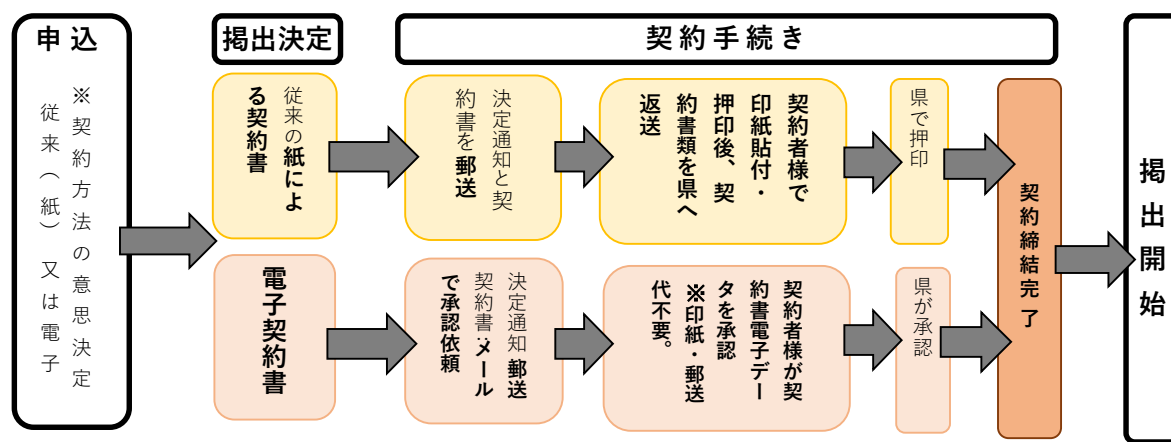 申込
※契約方法の意思決定
従来（紙）又は電子
掲出決定
契約手続き
従来の紙によ
る契約書
決定通知と契
約書を郵送
契約者様で
印紙貼付・
押印後、契
約書類を県へ
返送
県で押印
電子契約書
決定通知:郵送
契約書:メール
で承認依頼
契約者様が契
約書電子デー
タを承認
※印紙・郵送
代不要。
県が承認
契約締結完了
掲出開始